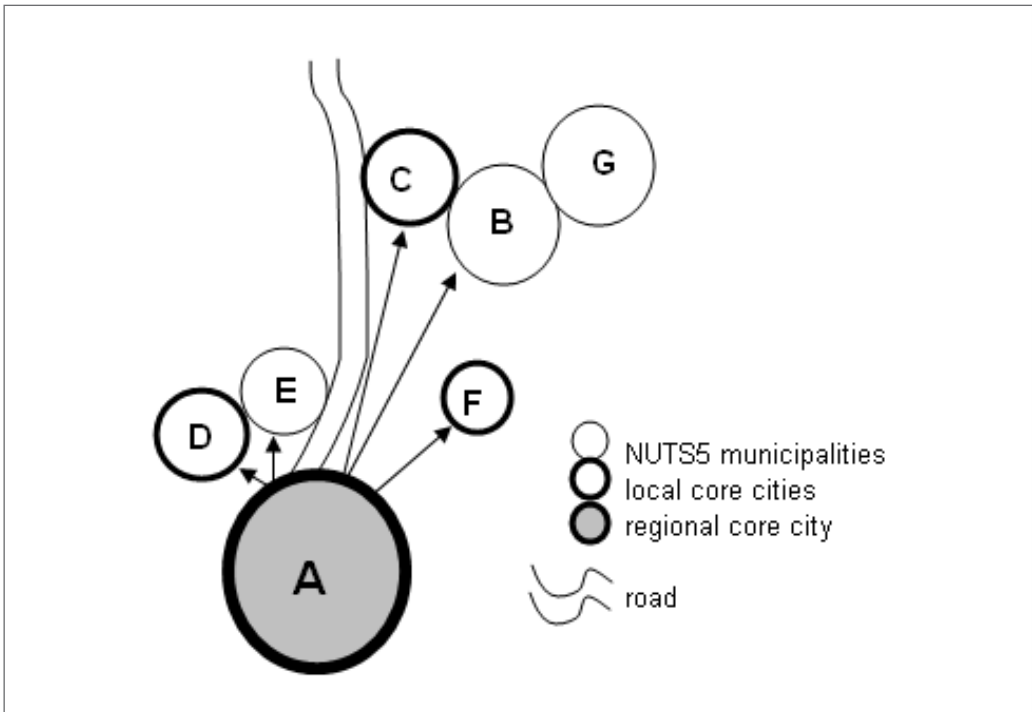 G
C
B
E
F
D
NUTS5 municipalities
local core cities
regional core city
A
road